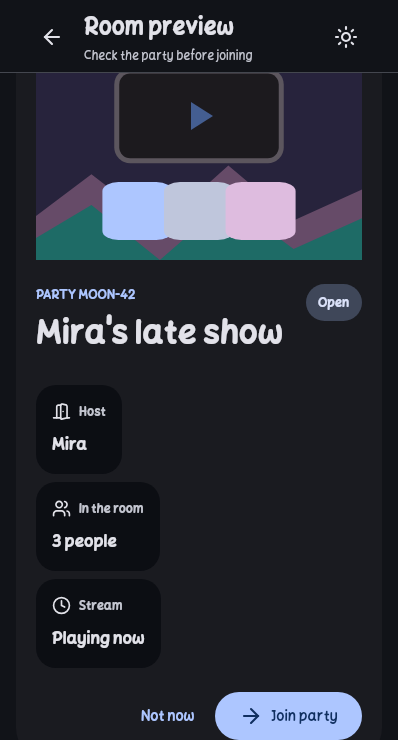 Room preview
Check the party before joining
PARTY MOON-42
Open
Mira's late show
Host
Mira
In the room
3 people
Stream
Playing now
Not now
Join party